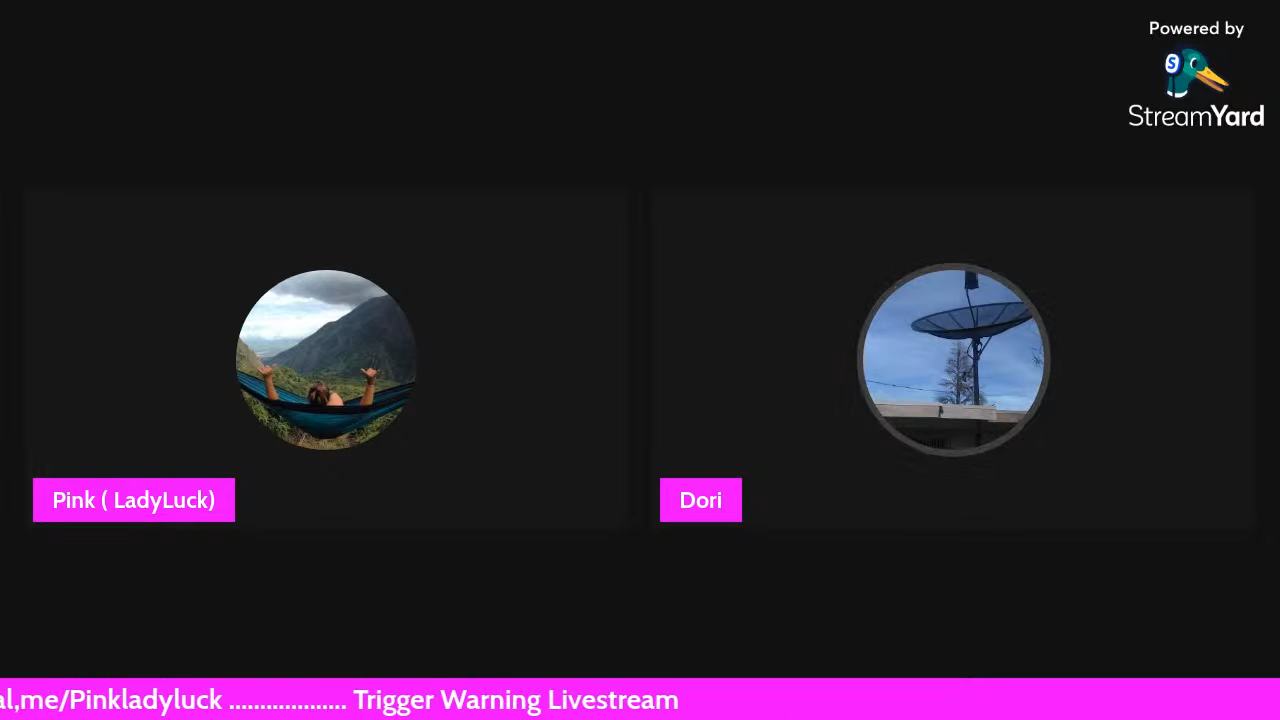 Powered by
S
StreamYard
Pink ( LadyLuck)
Dori
al,me/Pinkladyluck ................... Trigger Warning Livestream